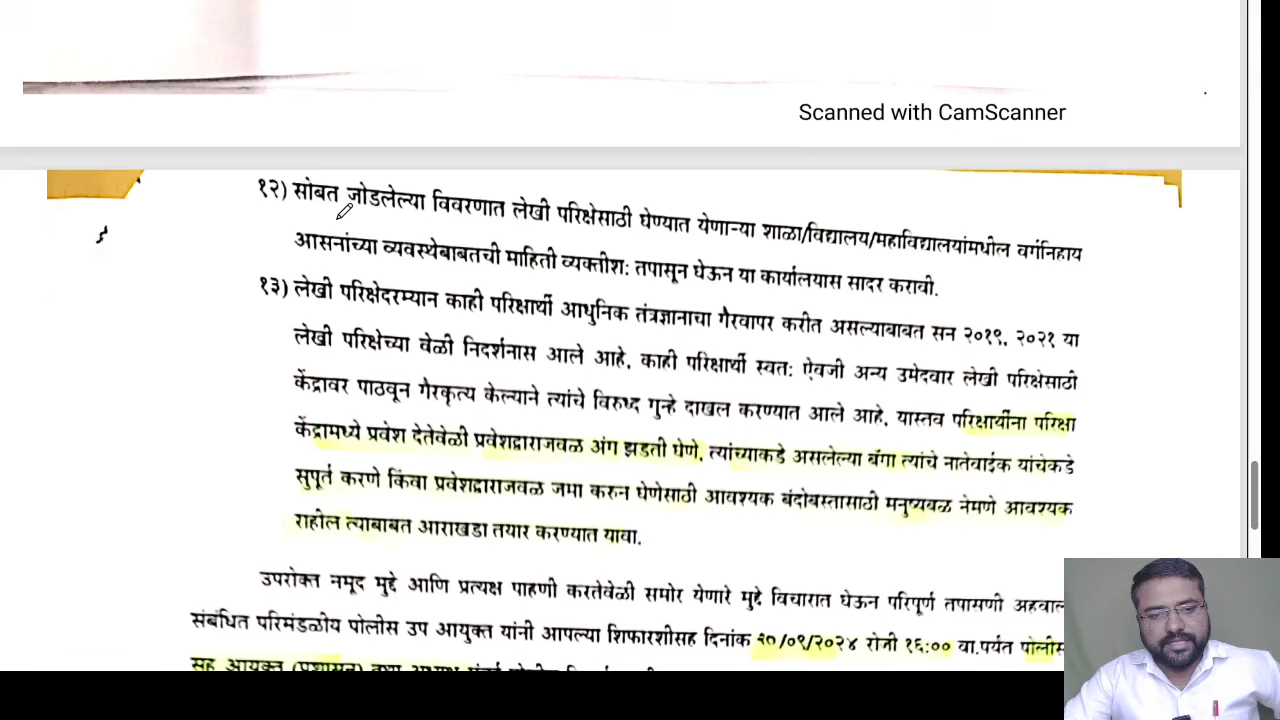 Scanned with CamScanner
१२) सोबत जोडलेल्या विवरणात लेखी परिक्षेसाठी घेण्यात येणाऱ्या शाळा/विद्यालय/महाविद्यालयांमधील वर्गनिहाय
आसनांच्या व्यवस्थेबाबतची माहिती व्यक्तीश: तपासून घेऊन या कार्यालयास सादर करावी.
१३) लेखी परिक्षेदरम्यान काही परिक्षार्थी आधुनिक तंत्रज्ञानाचा गैरवापर करीत असल्याबाबत सन २०१९, २०२१ या
लेखी परिक्षेच्या वेळी निदर्शनास आले आहे. काही परिक्षार्थी स्वत: ऐवजी अन्य उमेदवार लेखी परिक्षेसाठी
केंद्रावर पाठवून गैरकृत्य केल्याने त्यांचे विरुध्द गुन्हे दाखल करण्यात आले आहे. यास्तव परिक्षार्थीना परिक्षा
केंद्रामध्ये प्रवेश देतेवेळी प्रवेशद्वाराजवळ अंग झडती घेणे, त्यांच्याकडे असलेल्या बॅगा त्यांचे नातेवाईक यांचेकडे
सुपूर्त करणे किंवा प्रवेशद्वाराजवळ जमा करुन घेणेसाठी आवश्यक बंदोबस्तासाठी मनुष्यबळ नेमणे आवश्यक
राहील त्याबाबत आराखडा तयार करण्यात यावा.
उपरोक्त नमूद मुद्दे आणि प्रत्यक्ष पाहणी करतेवेळी समोर येणारे मुद्दे विचारात घेऊन परिपूर्ण तपासणी अहवाल
संबंधित परिमंडळीय पोलीस उप आयुक्त यांनी आपल्या शिफारशीसह दिनांक /०९/२०२४ रोजी १६:०० वा.पर्यंत पोलीस
सह आयुक्त (प्रशासन) तथा